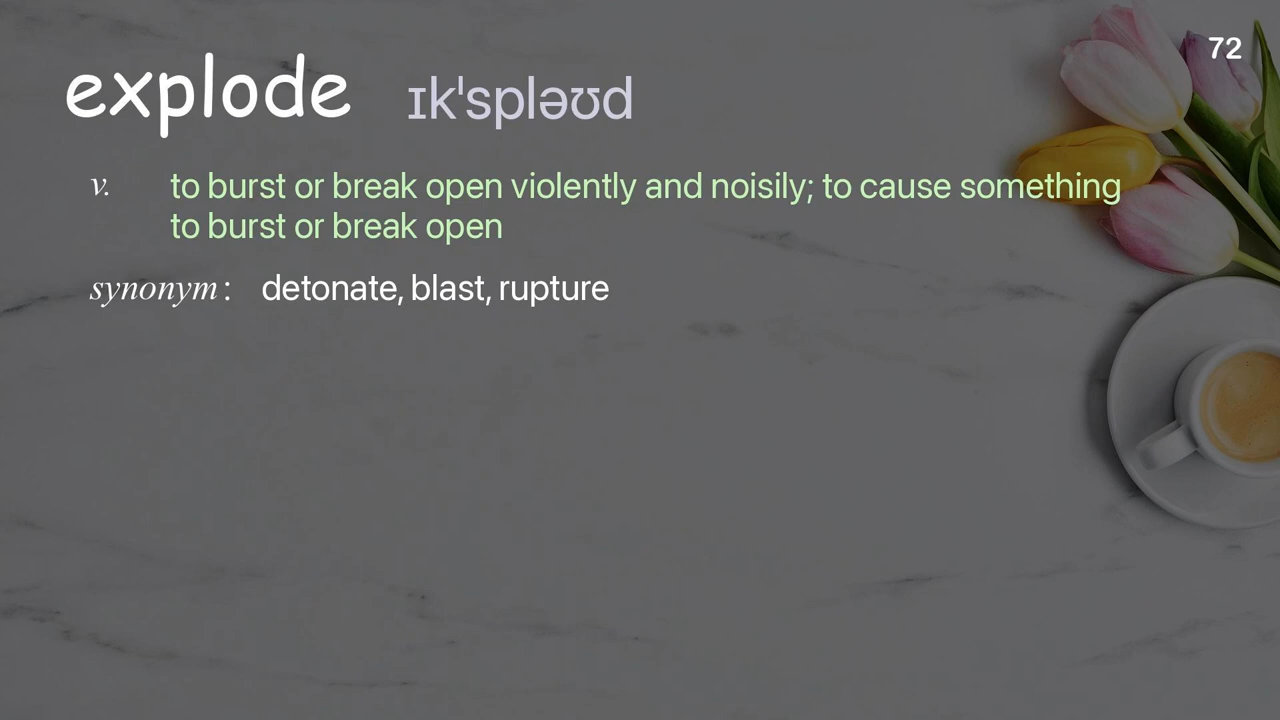 72
explode ɪk'spləʊd
v. to burst or break open violently and noisily; to cause something
to burst or break open
synonym : detonate, blast, rupture